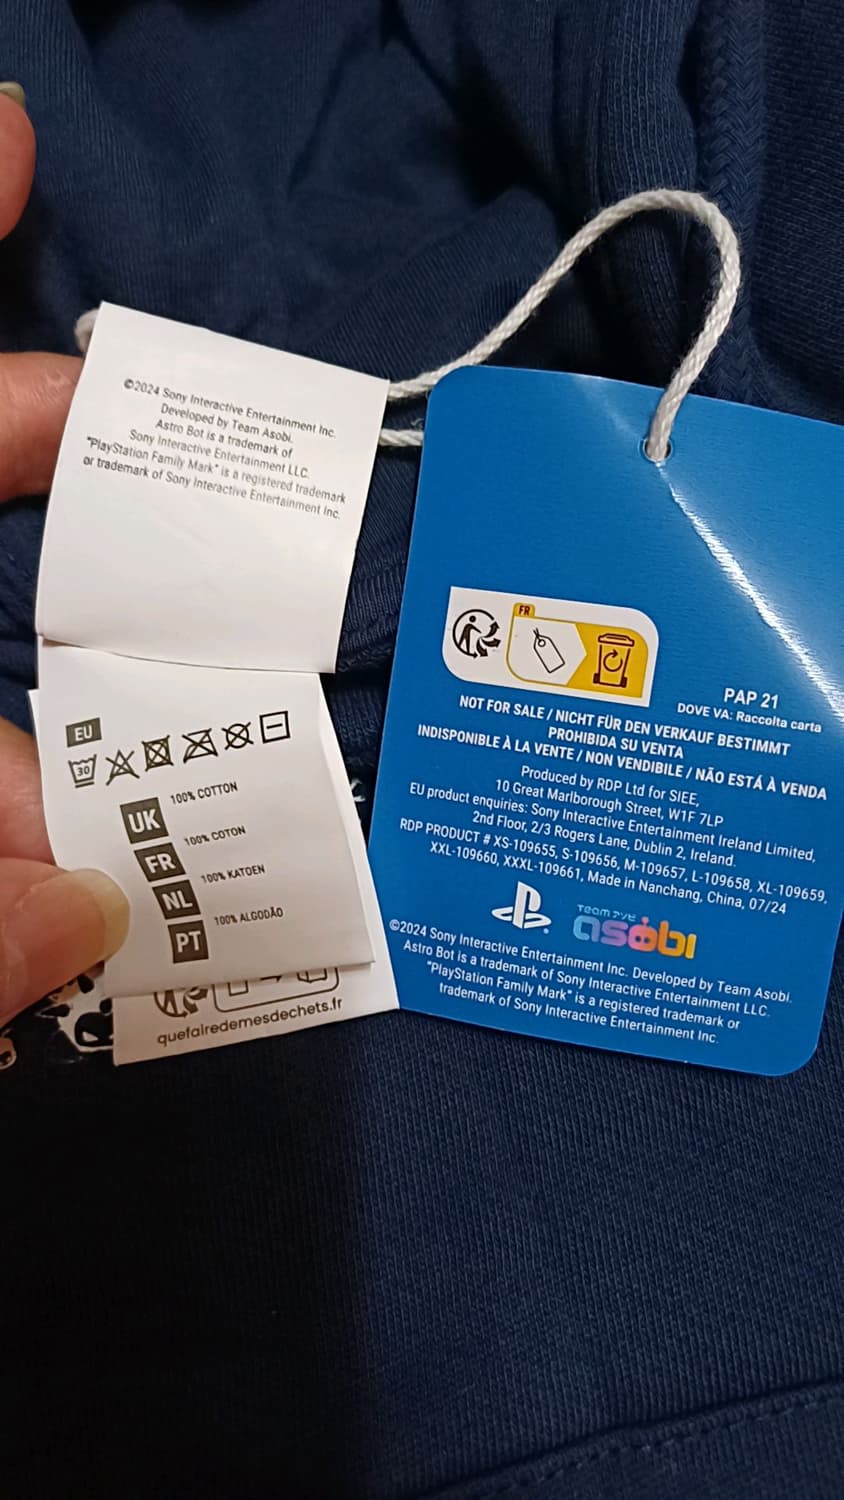 ©2024 Sony Interactive Entertainment Inc.
Developed by Team Asobi.
Astro Bot is a trademark of
Sony Interactive Entertainment LLC.
"PlayStation Family Mark" is a registered trademark
or trademark of Sony Interactive Entertainment Inc.
EU
30
UK 100% COTTON
FR 100% COTON
NL 100% KATOEN
PT 100% ALGODÃO
quefairedemesdechets.fr
FR
PAP 21
DOVE VA: Raccolta carta
NOT FOR SALE / NICHT FÜR DEN VERKAUF BESTIMMT
PROHIBIDA SU VENTA
INDISPONIBLE À LA VENTE / NON VENDIBILE / NÃO ESTÁ À VENDA
Produced by RDP Ltd for SIEE,
10 Great Marlborough Street, W1F 7LP
EU product enquiries: Sony Interactive Entertainment Ireland Limited,
2nd Floor, 2/3 Rogers Lane, Dublin 2, Ireland.
RDP PRODUCT # XS-109655, S-109656, M-109657, L-109658, XL-109659,
XXL-109660, XXXL-109661, Made in Nanchang, China, 07/24
Team アソビ
asobi
©2024 Sony Interactive Entertainment Inc. Developed by Team Asobi.
Astro Bot is a trademark of Sony Interactive Entertainment LLC.
"PlayStation Family Mark" is a registered trademark or
trademark of Sony Interactive Entertainment Inc.